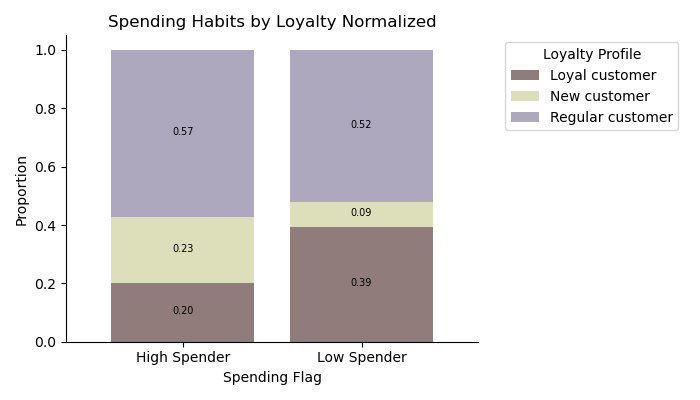 Spending Habits by Loyalty Normalized
Proportion
1.0
0.8
0.6
0.4
0.2
0.0
0.57
0.23
0.20
0.52
0.09
0.39
High Spender
Low Spender
Spending Flag
Loyalty Profile
Loyal customer
New customer
Regular customer